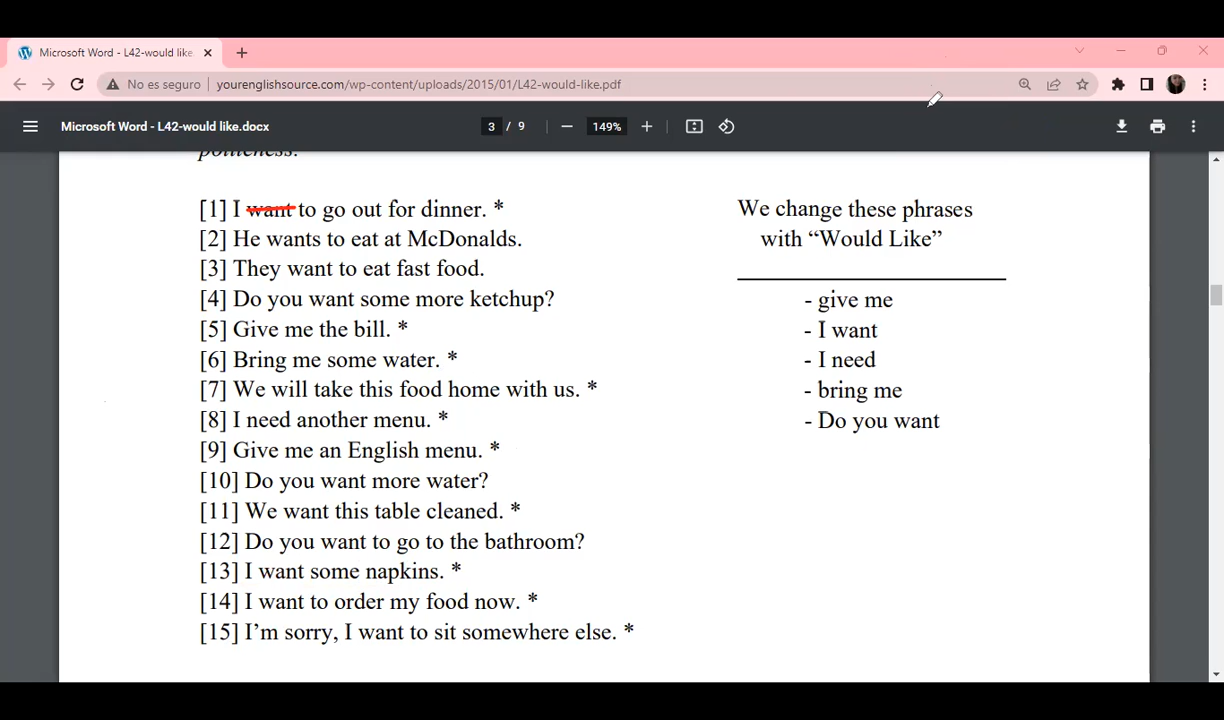 Microsoft Word - L42-would like
No es seguro
yourenglishsource.com/wp-content/uploads/2015/01/L42-would-like.pdf
Microsoft Word - L42-would like.docx
3 / 9
149%
politeness.
[1] I want to go out for dinner. *
[2] He wants to eat at McDonalds.
[3] They want to eat fast food.
[4] Do you want some more ketchup?
[5] Give me the bill. *
[6] Bring me some water. *
[7] We will take this food home with us. *
[8] I need another menu. *
[9] Give me an English menu. *
[10] Do you want more water?
[11] We want this table cleaned. *
[12] Do you want to go to the bathroom?
[13] I want some napkins. *
[14] I want to order my food now. *
[15] I’m sorry, I want to sit somewhere else. *
We change these phrases
with “Would Like”
- give me
- I want
- I need
- bring me
- Do you want